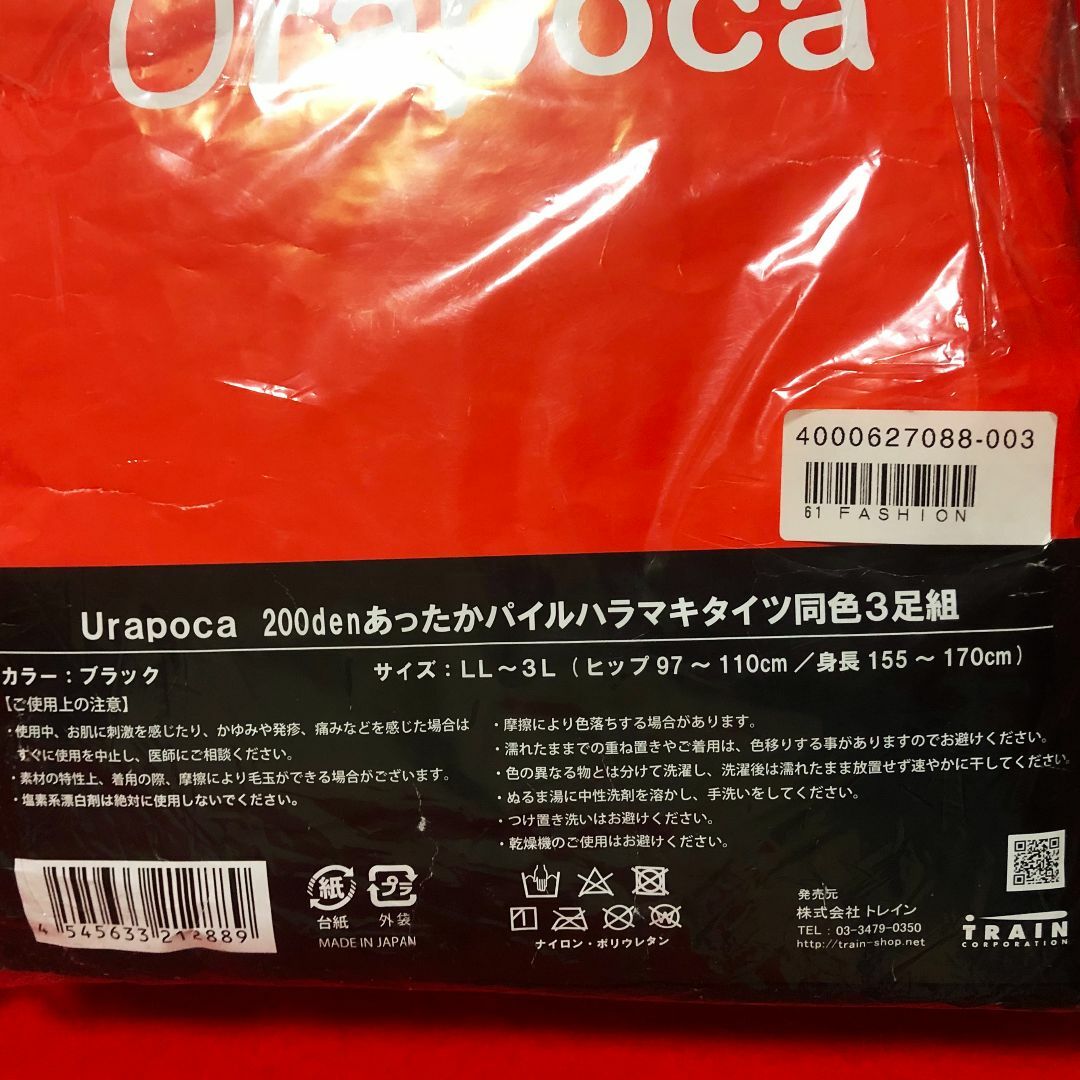 Urapoca
4000627088-003
61 FASHION
Urapoca 200denあったかパイルハラマキタイツ同色3足組
カラー：ブラック
サイズ：LL～3L（ヒップ97～110cm／身長155～170cm）
【ご使用上の注意】
・使用中、お肌に刺激を感じたり、かゆみや発疹、痛みなどを感じた場合は
すぐに使用を中止し、医師にご相談ください。
・素材の特性上、着用の際、摩擦により毛玉ができる場合がございます。
・塩素系漂白剤は絶対に使用しないでください。
・摩擦により色落ちする場合があります。
・濡れたままでの重ね置きやご着用は、色移りする事がありますのでお避けください。
・色の異なる物とは分けて洗濯し、洗濯後は濡れたまま放置せず速やかに干してください。
・ぬるま湯に中性洗剤を溶かし、手洗いをしてください。
・つけ置き洗いはお避けください。
・乾燥機のご使用はお避けください。
4 545633 212889
紙
台紙
プラ
外袋
MADE IN JAPAN
ナイロン・ポリウレタン
発売元
株式会社 トレイン
TEL：03-3479-0350
http://train-shop.net
TRAIN
CORPORATION